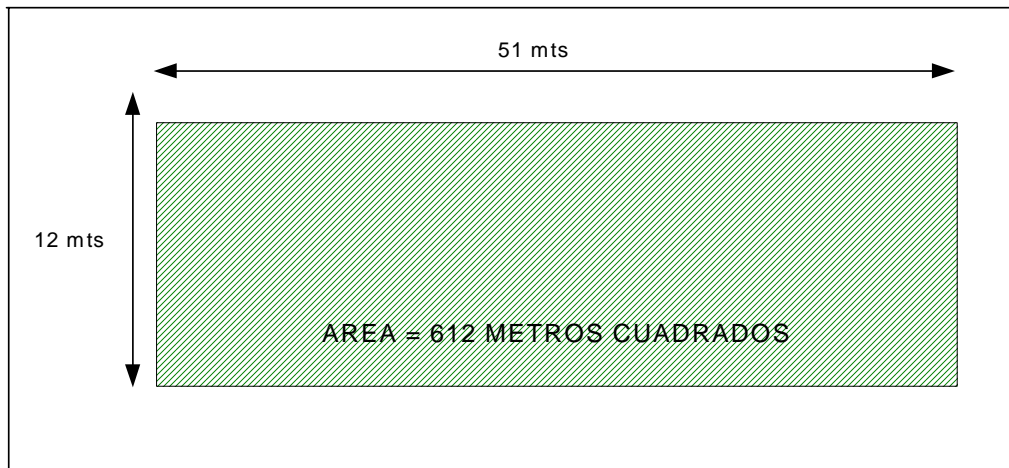 51 mts
12 mts
AREA = 612 METROS CUADRADOS